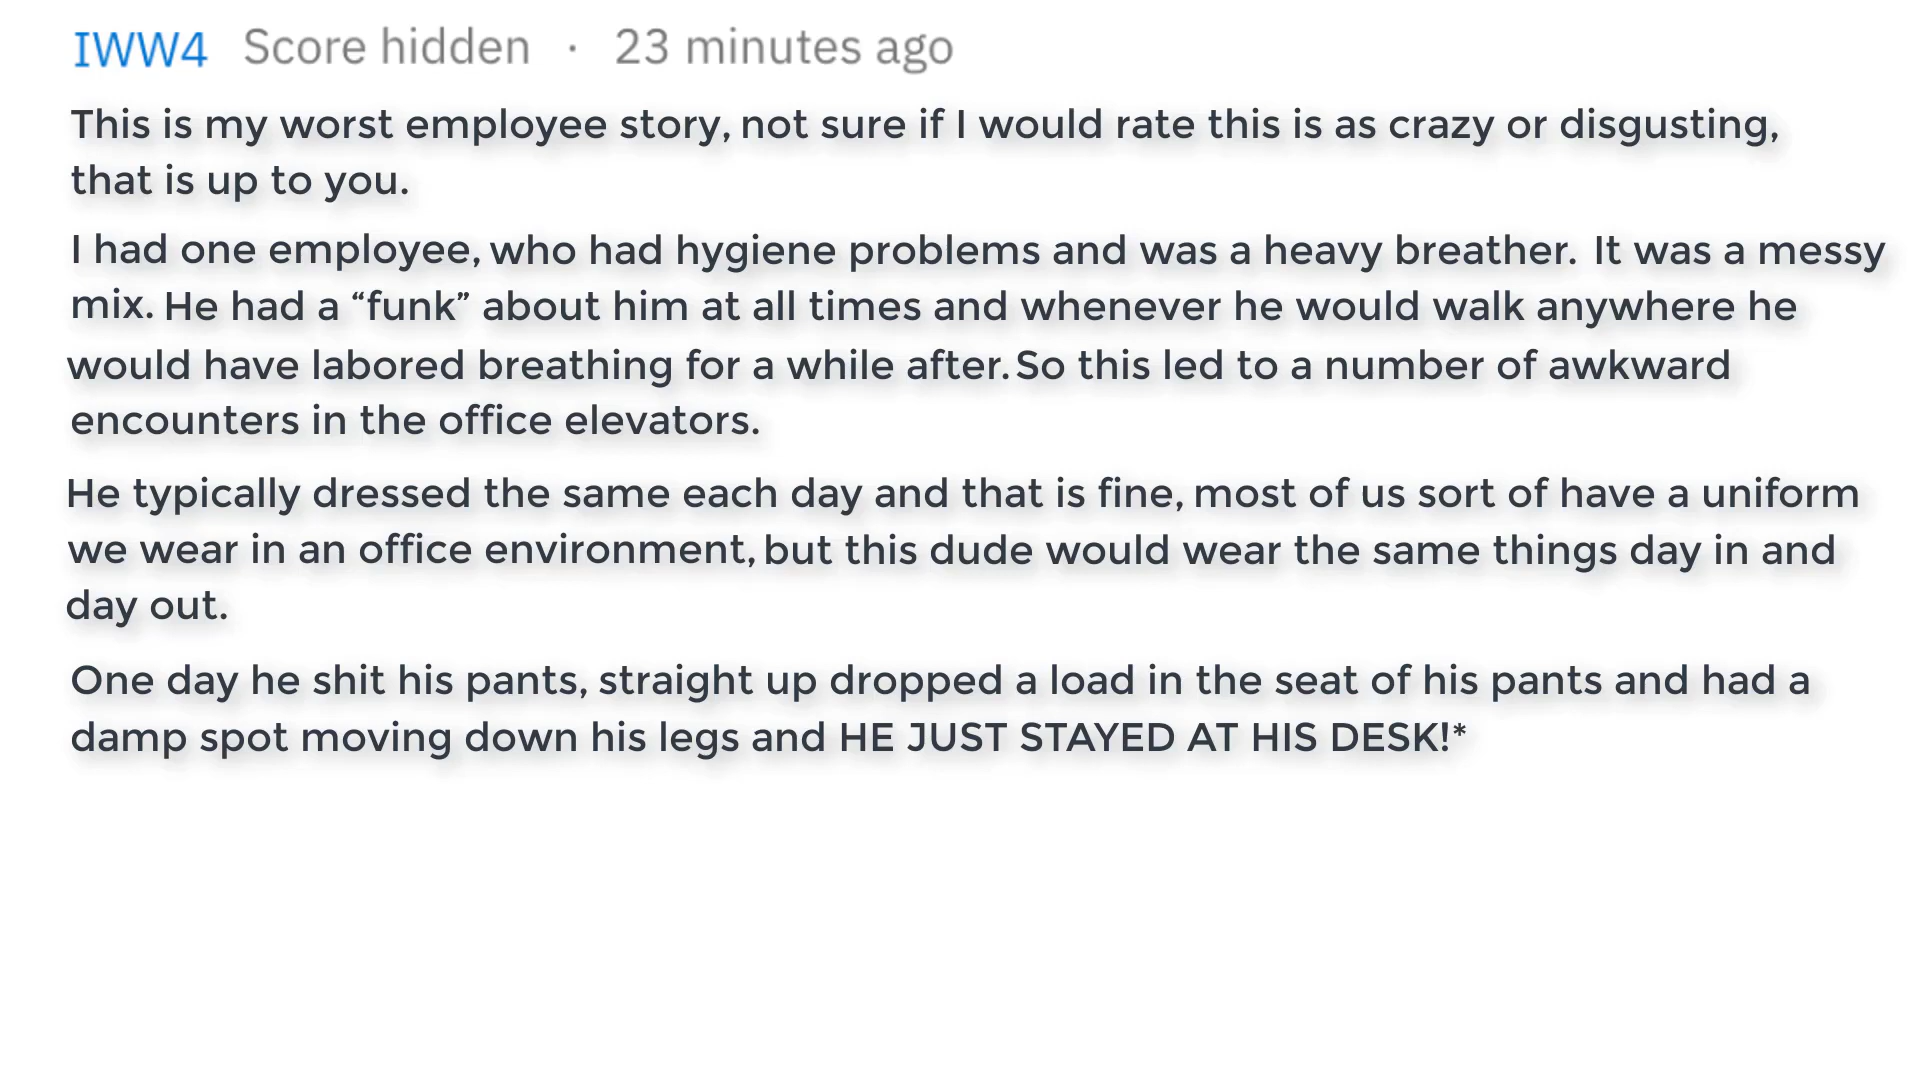 IWW4 Score hidden · 23 minutes ago
This is my worst employee story, not sure if I would rate this is as crazy or disgusting,
that is up to you.
I had one employee, who had hygiene problems and was a heavy breather. It was a messy
mix. He had a “funk” about him at all times and whenever he would walk anywhere he
would have labored breathing for a while after. So this led to a number of awkward
encounters in the office elevators.
He typically dressed the same each day and that is fine, most of us sort of have a uniform
we wear in an office environment, but this dude would wear the same things day in and
day out.
One day he shit his pants, straight up dropped a load in the seat of his pants and had a
damp spot moving down his legs and HE JUST STAYED AT HIS DESK!*